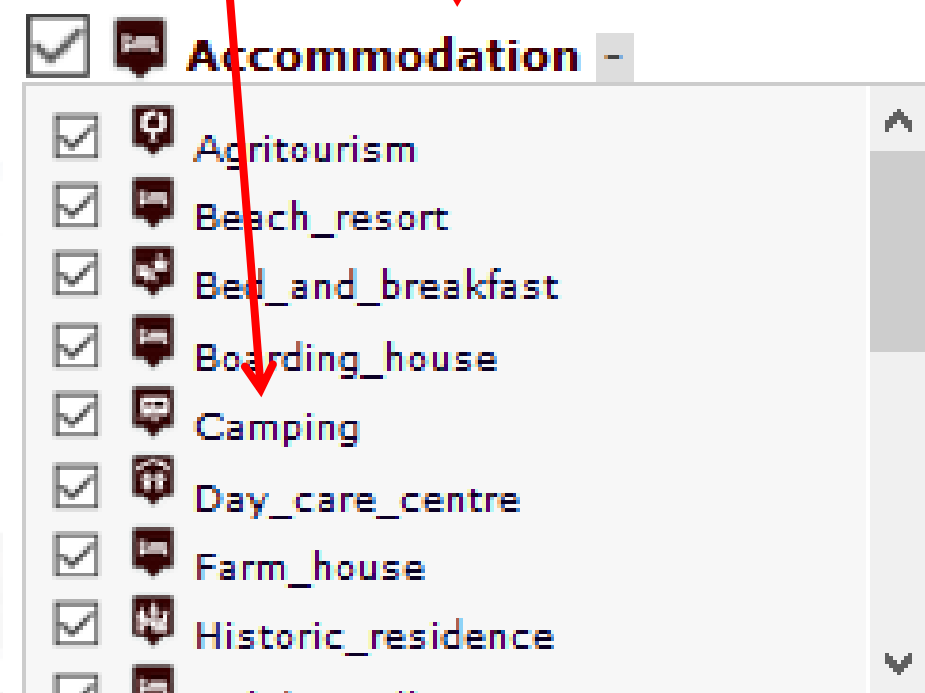 Accommodation -
Agritourism
Beach_resort
Bed_and_breakfast
Boarding_house
Camping
Day_care_centre
Farm_house
Historic_residence